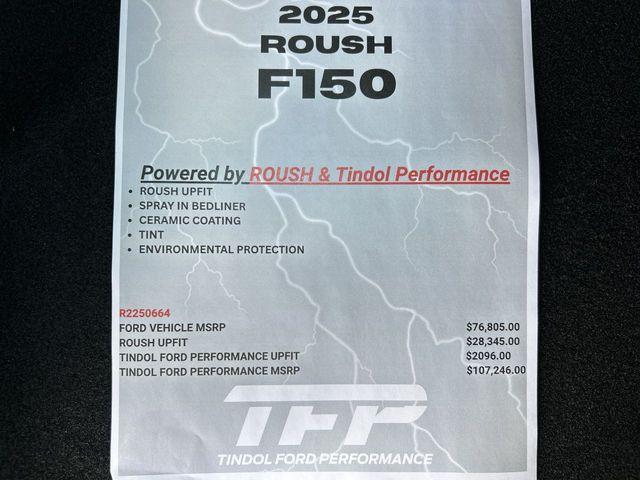 2025
ROUSH
F150
Powered by ROUSH & Tindol Performance
• ROUSH UPFIT
• SPRAY IN BEDLINER
• CERAMIC COATING
• TINT
• ENVIRONMENTAL PROTECTION
R2250664
FORD VEHICLE MSRP $76,805.00
ROUSH UPFIT $28,345.00
TINDOL FORD PERFORMANCE UPFIT $2096.00
TINDOL FORD PERFORMANCE MSRP $107,246.00
TFP
TINDOL FORD PERFORMANCE